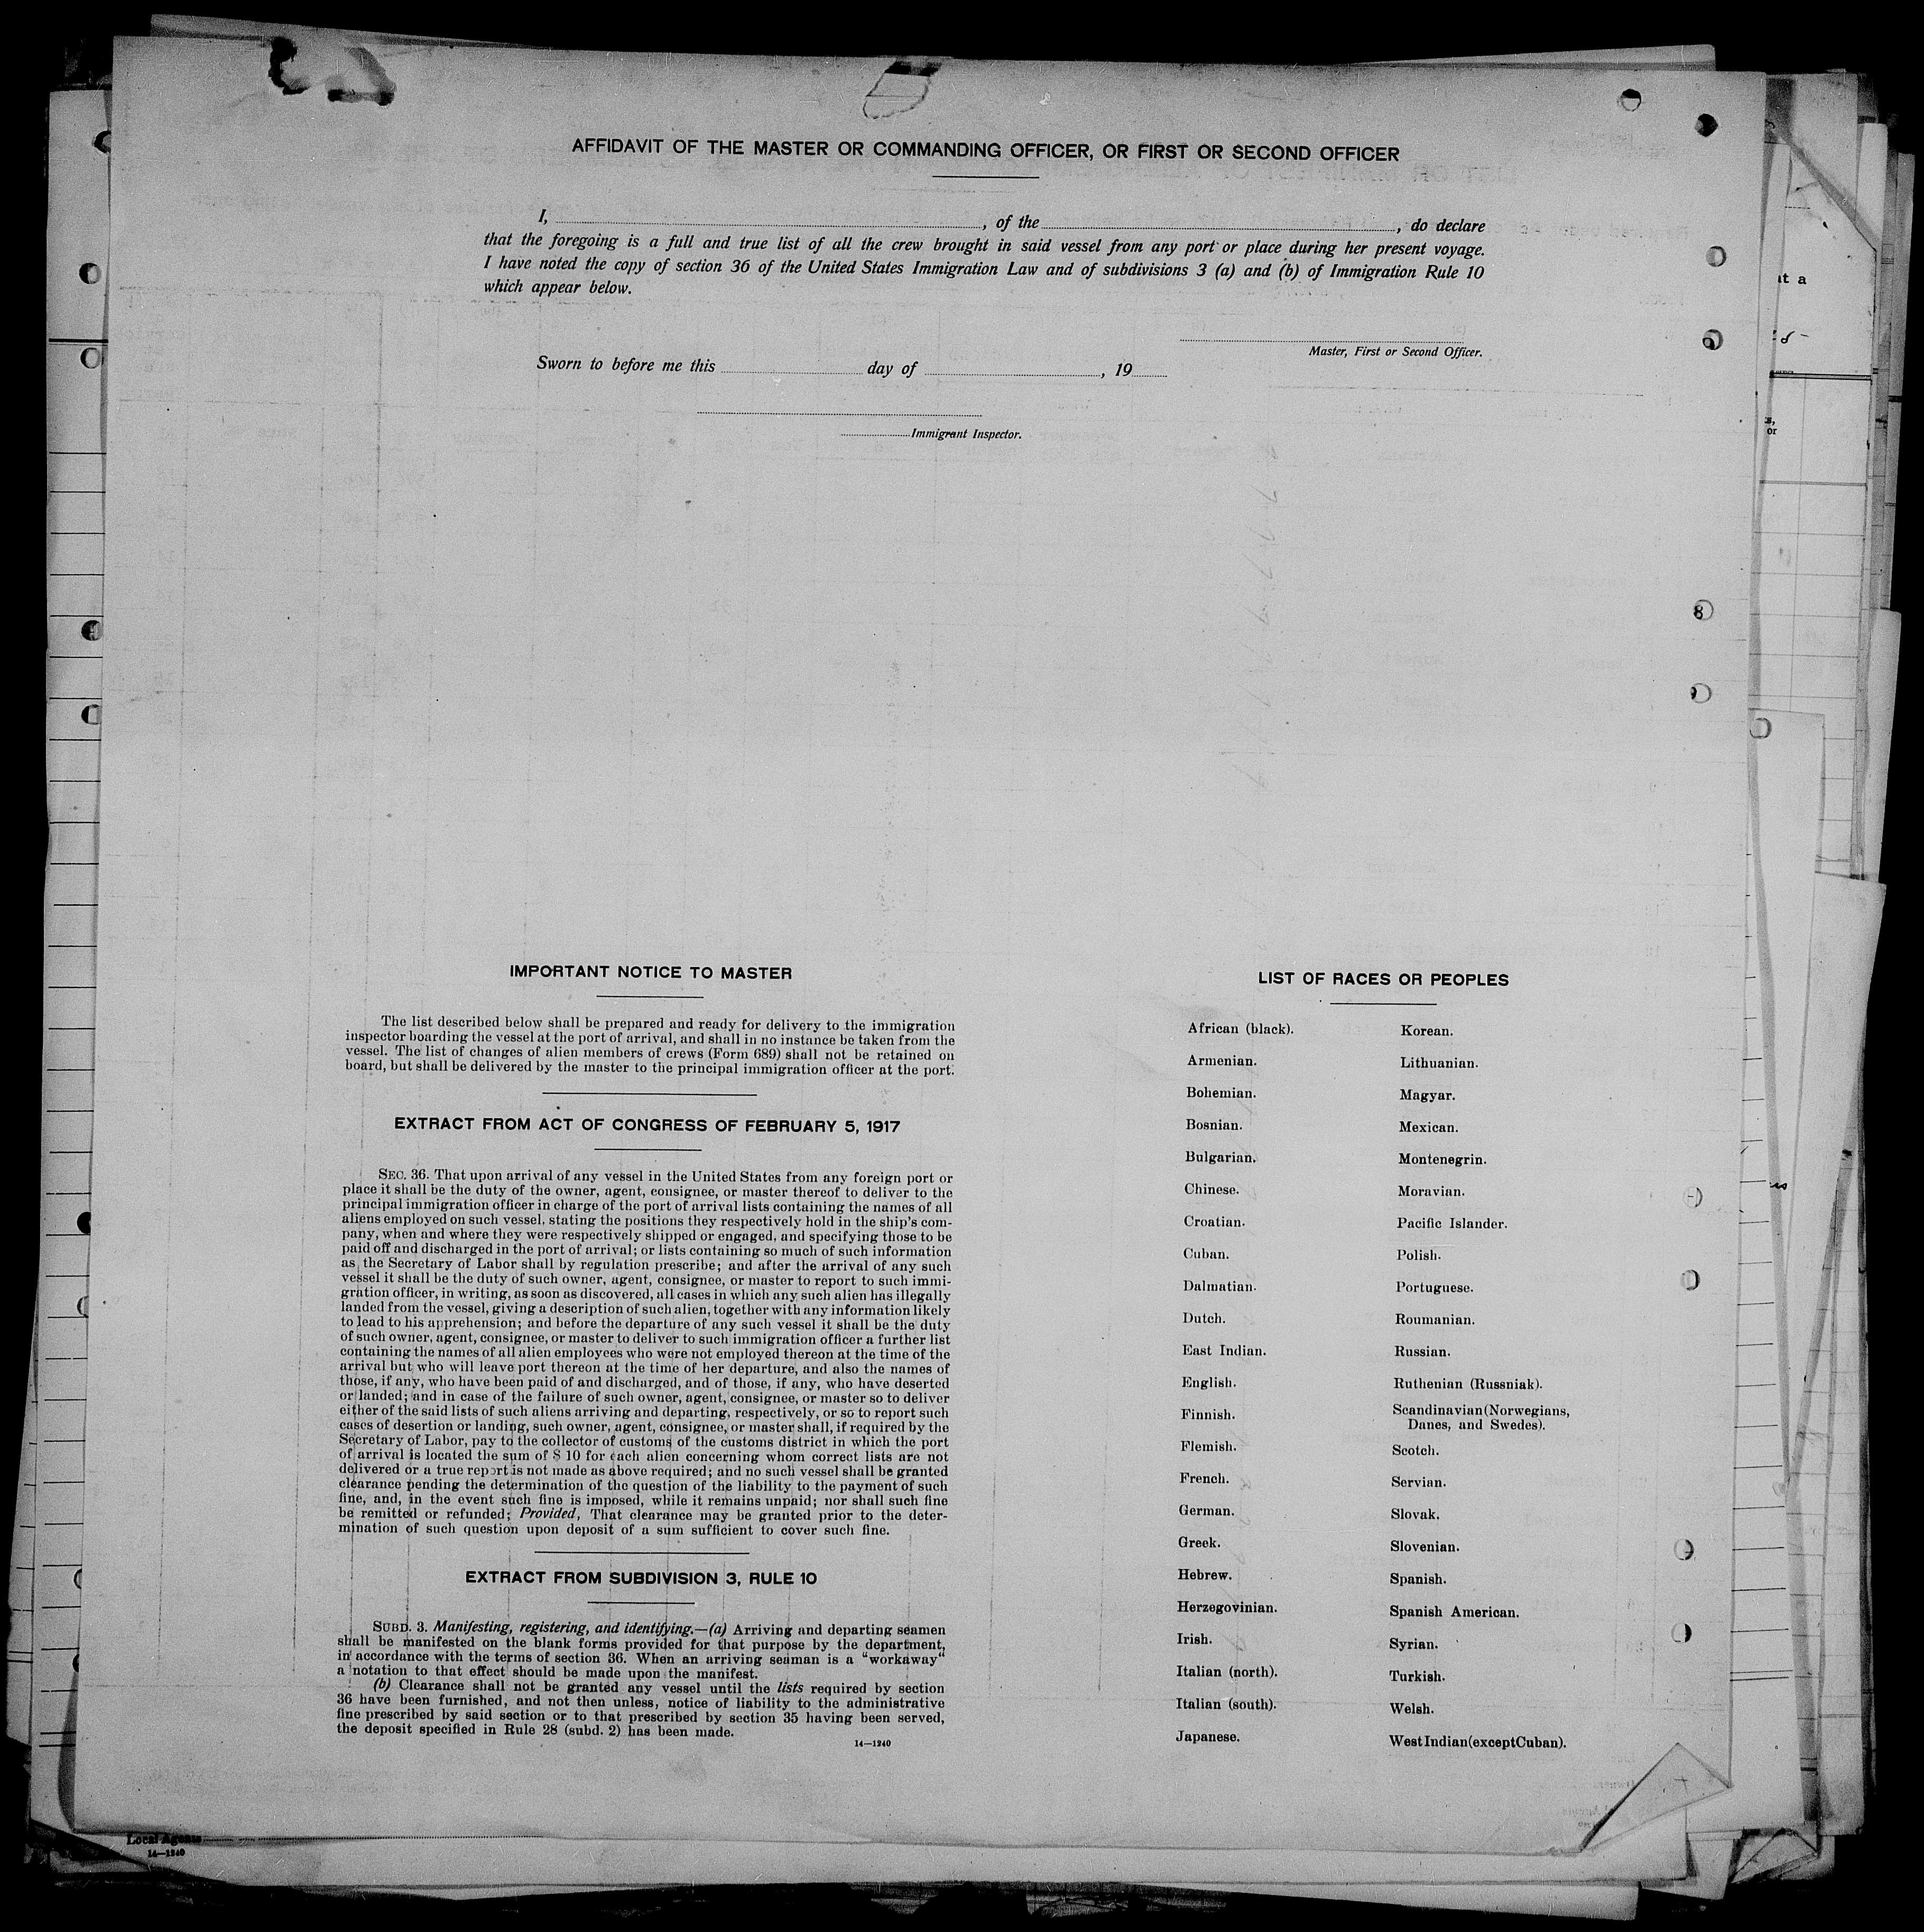 AFFIDAVIT OF THE MASTER OR COMMANDING OFFICER, OR FIRST OR SECOND OFFICER
I, , of the , do declare
that the foregoing is a full and true list of all the crew brought in said vessel from any port or place during her present voyage.
I have noted the copy of section 36 of the United States Immigration Law and of subdivisions 3 (a) and (b) of Immigration Rule 10
which appear below.
Master, First or Second Officer.
Sworn to before me this day of , 19
Immigrant Inspector.
IMPORTANT NOTICE TO MASTER
The list described below shall be prepared and ready for delivery to the immigration
inspector boarding the vessel at the port of arrival, and shall in no instance be taken from the
vessel. The list of changes of alien members of crews (Form 689) shall not be retained on
board, but shall be delivered by the master to the principal immigration officer at the port.
EXTRACT FROM ACT OF CONGRESS OF FEBRUARY 5, 1917
SEC. 36. That upon arrival of any vessel in the United States from any foreign port or
place it shall be the duty of the owner, agent, consignee, or master thereof to deliver to the
principal immigration officer in charge of the port of arrival lists containing the names of all
aliens employed on such vessel, stating the positions they respectively hold in the ship's com-
pany, when and where they were respectively shipped or engaged, and specifying those to be
paid off and discharged in the port of arrival; or lists containing so much of such information
as the Secretary of Labor shall by regulation prescribe; and after the arrival of any such
vessel it shall be the duty of such owner, agent, consignee, or master to report to such immi-
gration officer, in writing, as soon as discovered, all cases in which any such alien has illegally
landed from the vessel, giving a description of such alien, together with any information likely
to lead to his apprehension; and before the departure of any such vessel it shall be the duty
of such owner, agent, consignee, or master to deliver to such immigration officer a further list
containing the names of all alien employees who were not employed thereon at the time of the
arrival but who will leave port thereon at the time of her departure, and also the names of
those, if any, who have been paid of and discharged, and of those, if any, who have deserted
or landed; and in case of the failure of such owner, agent, consignee, or master so to deliver
either of the said lists of such aliens arriving and departing, respectively, or so to report such
cases of desertion or landing, such owner, agent, consignee, or master shall, if required by the
Secretary of Labor, pay to the collector of customs of the customs district in which the port
of arrival is located the sum of $ 10 for each alien concerning whom correct lists are not
delivered or a true report is not made as above required; and no such vessel shall be granted
clearance pending the determination of the question of the liability to the payment of such
fine, and, in the event such fine is imposed, while it remains unpaid; nor shall such fine
be remitted or refunded; Provided, That clearance may be granted prior to the deter-
mination of such question upon deposit of a sum sufficient to cover such fine.
EXTRACT FROM SUBDIVISION 3, RULE 10
SUBD. 3. Manifesting, registering, and identifying.—(a) Arriving and departing seamen
shall be manifested on the blank forms provided for that purpose by the department,
in accordance with the terms of section 36. When an arriving seaman is a “workaway“
a notation to that effect should be made upon the manifest.
(b) Clearance shall not be granted any vessel until the lists required by section
36 have been furnished, and not then unless, notice of liability to the administrative
fine prescribed by said section or to that prescribed by section 35 having been served,
the deposit specified in Rule 28 (subd. 2) has been made.
14—1240
LIST OF RACES OR PEOPLES
African (black).
Armenian.
Bohemian.
Bosnian.
Bulgarian.
Chinese.
Croatian.
Cuban.
Dalmatian.
Dutch.
East Indian.
English.
Finnish.
Flemish.
French.
German.
Greek.
Hebrew.
Herzegovinian.
Irish.
Italian (north).
Italian (south).
Japanese.
Korean.
Lithuanian.
Magyar.
Mexican.
Montenegrin.
Moravian.
Pacific Islander.
Polish.
Portuguese.
Roumanian.
Russian.
Ruthenian (Russniak).
Scandinavian(Norwegians,
Danes, and Swedes).
Scotch.
Servian.
Slovak.
Slovenian.
Spanish.
Spanish American.
Syrian.
Turkish.
Welsh.
WestIndian(exceptCuban).
Local Agents
14—1240